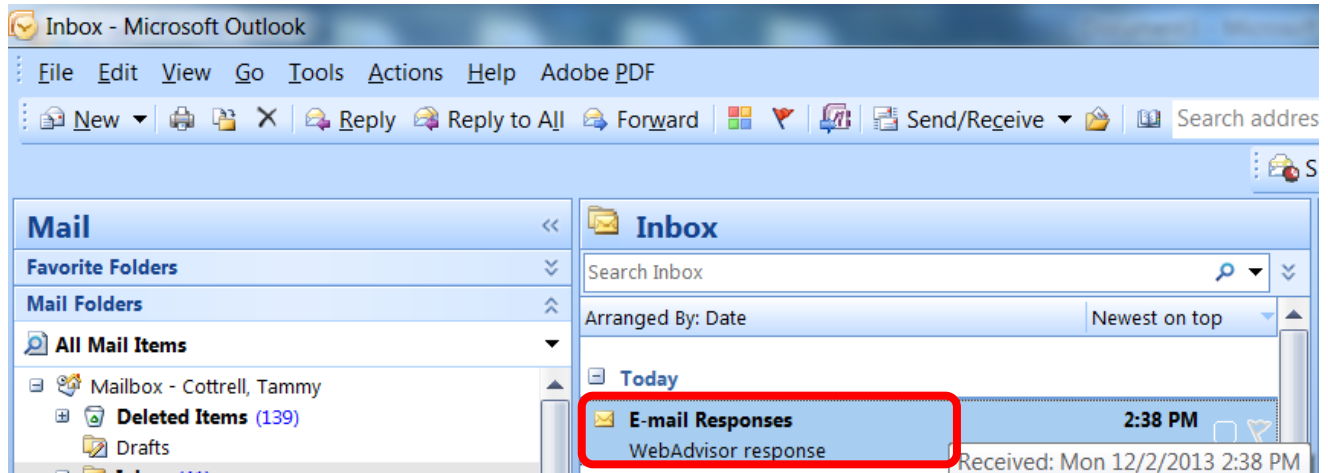 Inbox - Microsoft Outlook
File Edit View Go Tools Actions Help Adobe PDF
New Reply Reply to All Forward Send/Receive Search addres
S
Mail
Favorite Folders
Mail Folders
All Mail Items
Mailbox - Cottrell, Tammy
Deleted Items (139)
Drafts
Inbox
Search Inbox
Arranged By: Date Newest on top
Today
E-mail Responses 2:38 PM
WebAdvisor response
Received: Mon 12/2/2013 2:38 PM